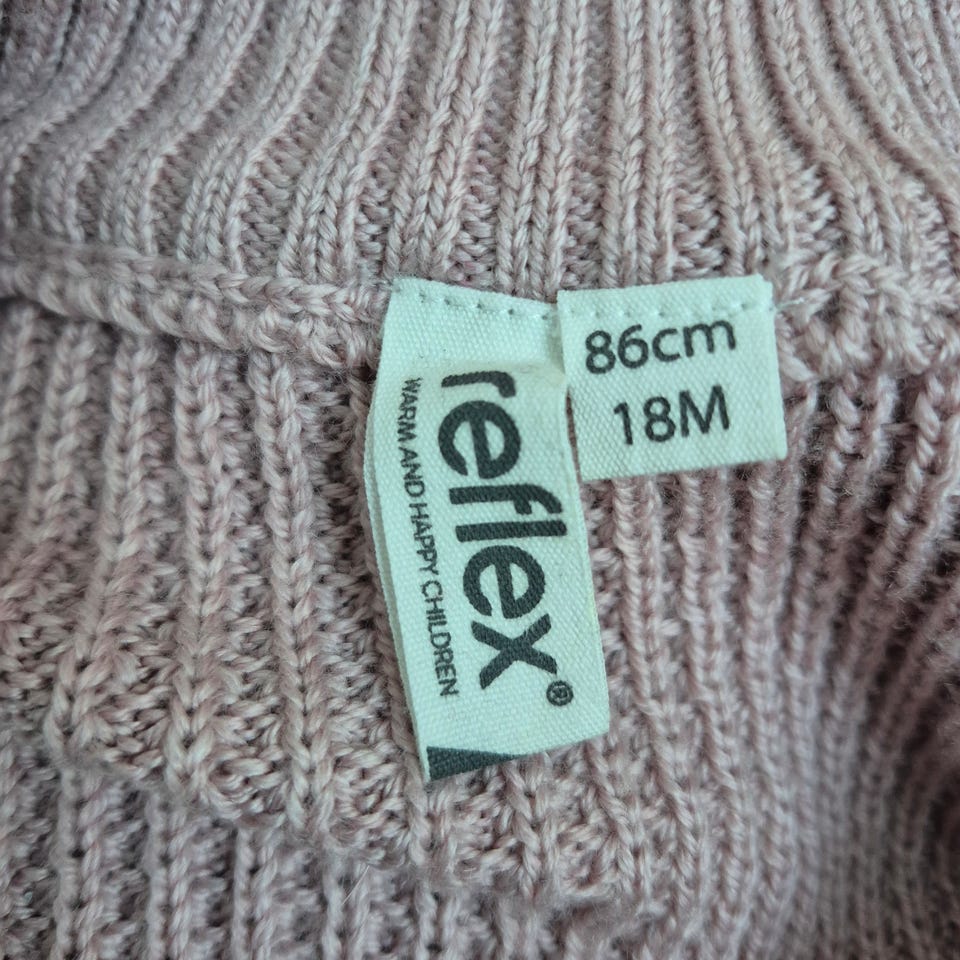 reflex®
WARM AND HAPPY CHILDREN
86cm
18M